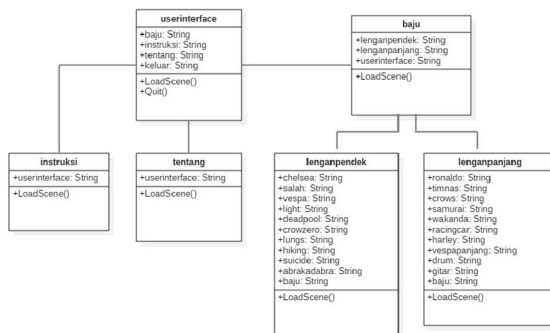 userinterface
+baju: String
+instruksi: String
+tentang: String
+keluar: String
+LoadScene()
+Quit()
baju
+lenganpendek: String
+lenganpanjang: String
+userinterface: String
+LoadScene()
instruksi
+userinterface: String
+LoadScene()
tentang
+userinterface: String
+LoadScene()
lenganpendek
+chelsea: String
+salah: String
+vespa: String
+light: String
+deadpool: String
+crowzero: String
+lungs: String
+hiking: String
+suicide: String
+abrakadabra: String
+baju: String
+LoadScene()
lenganpanjang
+ronaldo: String
+timnas: String
+crows: String
+samurai: String
+wakanda: String
+racingcar: String
+harley: String
+vespapanjang: String
+drum: String
+gitar: String
+baju: String
+LoadScene()